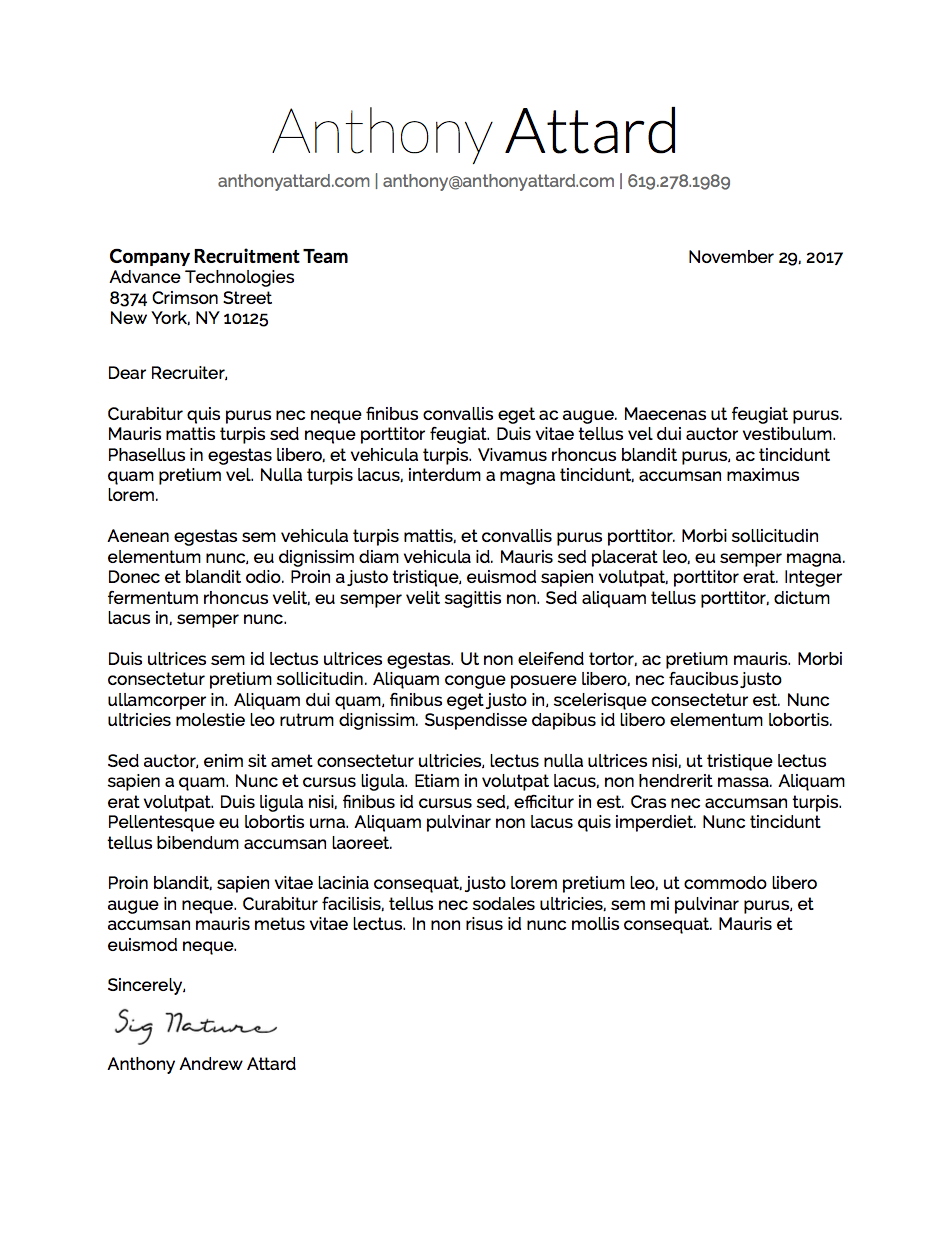 Anthony Attard
anthonyattard.com | anthony@anthonyattard.com | 619.278.1989
Company Recruitment Team
November 29, 2017
Advance Technologies
8374 Crimson Street
New York, NY 10125
Dear Recruiter,
Curabitur quis purus nec neque finibus convallis eget ac augue. Maecenas ut feugiat purus.
Mauris mattis turpis sed neque porttitor feugiat. Duis vitae tellus vel dui auctor vestibulum.
Phasellus in egestas libero, et vehicula turpis. Vivamus rhoncus blandit purus, ac tincidunt
quam pretium vel. Nulla turpis lacus, interdum a magna tincidunt, accumsan maximus
lorem.
Aenean egestas sem vehicula turpis mattis, et convallis purus porttitor. Morbi sollicitudin
elementum nunc, eu dignissim diam vehicula id. Mauris sed placerat leo, eu semper magna.
Donec et blandit odio. Proin a justo tristique, euismod sapien volutpat, porttitor erat. Integer
fermentum rhoncus velit, eu semper velit sagittis non. Sed aliquam tellus porttitor, dictum
lacus in, semper nunc.
Duis ultrices sem id lectus ultrices egestas. Ut non eleifend tortor, ac pretium mauris. Morbi
consectetur pretium sollicitudin. Aliquam congue posuere libero, nec faucibus justo
ullamcorper in. Aliquam dui quam, finibus eget justo in, scelerisque consectetur est. Nunc
ultricies molestie leo rutrum dignissim. Suspendisse dapibus id libero elementum lobortis.
Sed auctor, enim sit amet consectetur ultricies, lectus nulla ultrices nisi, ut tristique lectus
sapien a quam. Nunc et cursus ligula. Etiam in volutpat lacus, non hendrerit massa. Aliquam
erat volutpat. Duis ligula nisi, finibus id cursus sed, efficitur in est. Cras nec accumsan turpis.
Pellentesque eu lobortis urna. Aliquam pulvinar non lacus quis imperdiet. Nunc tincidunt
tellus bibendum accumsan laoreet.
Proin blandit, sapien vitae lacinia consequat, justo lorem pretium leo, ut commodo libero
augue in neque. Curabitur facilisis, tellus nec sodales ultricies, sem mi pulvinar purus, et
accumsan mauris metus vitae lectus. In non risus id nunc mollis consequat. Mauris et
euismod neque.
Sincerely,
Sig Nature
Anthony Andrew Attard